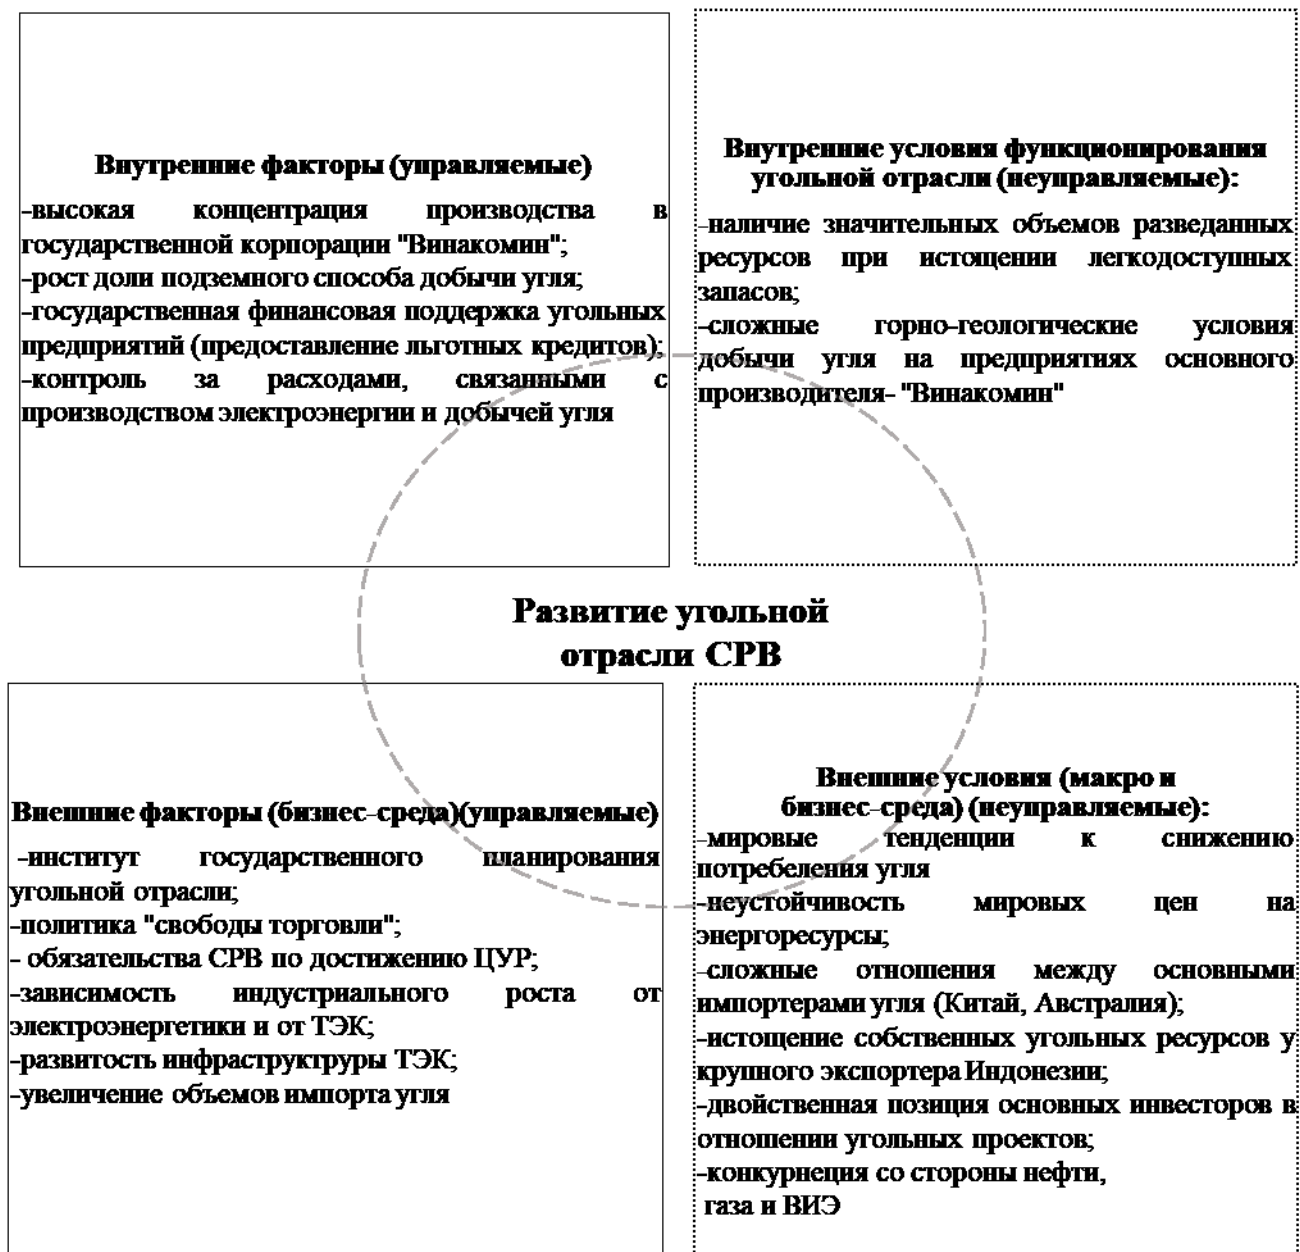 Внутренние факторы (управляемые)
-высокая концентрация производства в
государственной корпорации "Винакомин";
-рост доли подземного способа добычи угля;
-государственная финансовая поддержка угольных
предприятий (предоставление льготных кредитов);
-контроль за расходами, связанными с
производством электроэнергии и добычей угля
Внутренние условия функционирования
угольной отрасли (неуправляемые):
-наличие значительных объемов разведанных
ресурсов при истощении легкодоступных
запасов;
-сложные горно-геологические условия
добычи угля на предприятиях основного
производителя- "Винакомин"
Развитие угольной
отрасли СРВ
Внешние факторы (бизнес-среда)(управляемые)
-институт государственного планирования
угольной отрасли;
-политика "свободы торговли";
- обязательства СРВ по достижению ЦУР;
-зависимость индустриального роста от
электроэнергетики и от ТЭК;
-развитость инфраструктруры ТЭК;
-увеличение объемов импорта угля
Внешние условия (макро и
бизнес-среда) (неуправляемые):
-мировые тенденции к снижению
потребеления угля
-неустойчивость мировых цен на
энергоресурсы;
-сложные отношения между основными
импортерами угля (Китай, Австралия);
-истощение собственных угольных ресурсов у
крупного экспортера Индонезии;
-двойственная позиция основных инвесторов в
отношении угольных проектов;
-конкурнеция со стороны нефти,
газа и ВИЭ